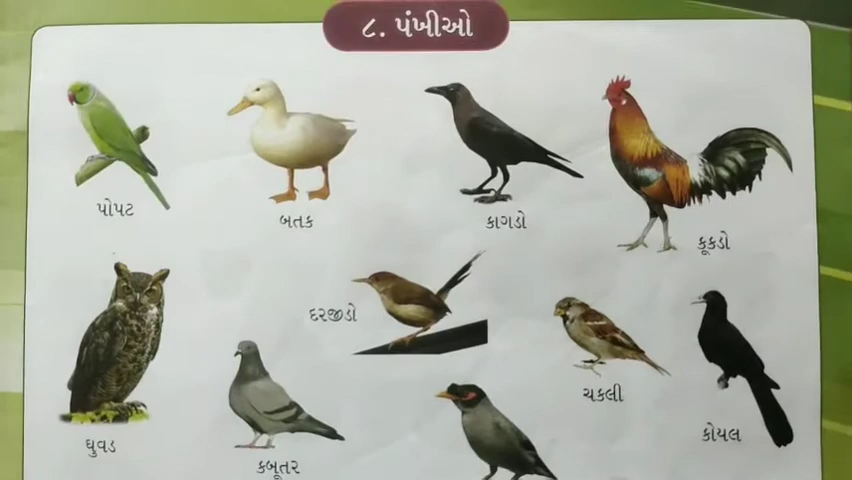 ૮. પંખીઓ
પોપટ
બતક
કાગડો
કૂકડો
દરજીડો
ચકલી
ઘુવડ
કબૂતર
કોયલ